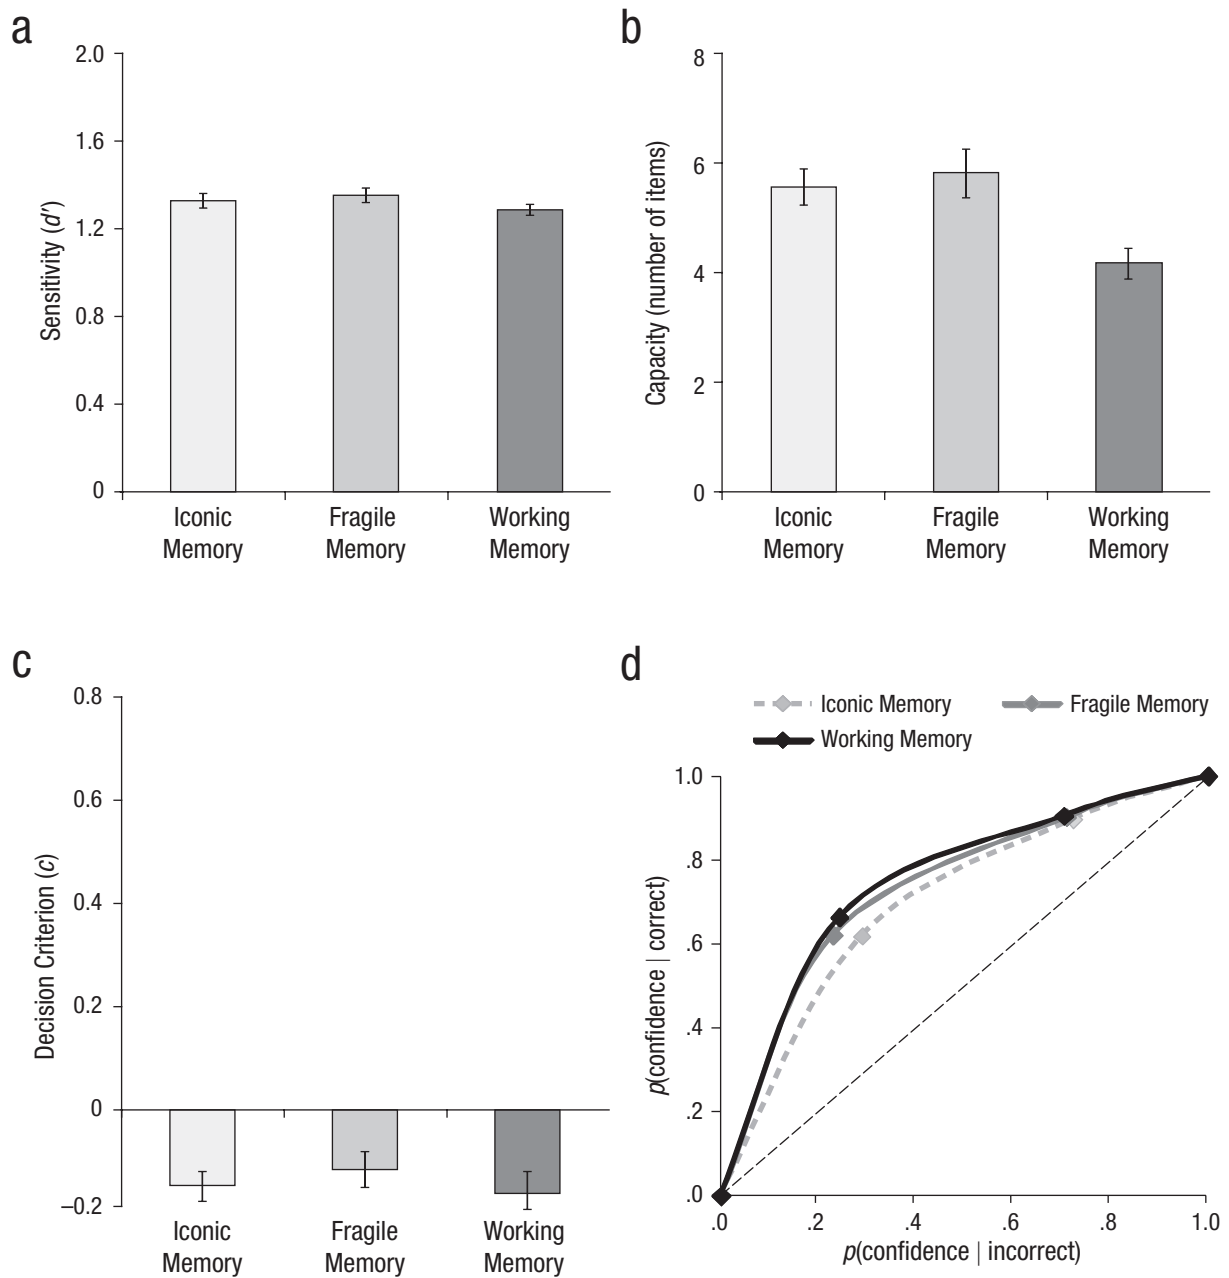 a
2.0
1.6
1.2
0.8
0.4
0
Sensitivity (d′)
Iconic Memory
Fragile Memory
Working Memory
b
8
6
4
2
0
Capacity (number of items)
Iconic Memory
Fragile Memory
Working Memory
c
0.8
0.6
0.4
0.2
0
–0.2
Decision Criterion (c)
Iconic Memory
Fragile Memory
Working Memory
d
Iconic Memory
Fragile Memory
Working Memory
1.0
.8
.6
.4
.2
.0
p(confidence | correct)
.0 .2 .4 .6 .8 1.0
p(confidence | incorrect)